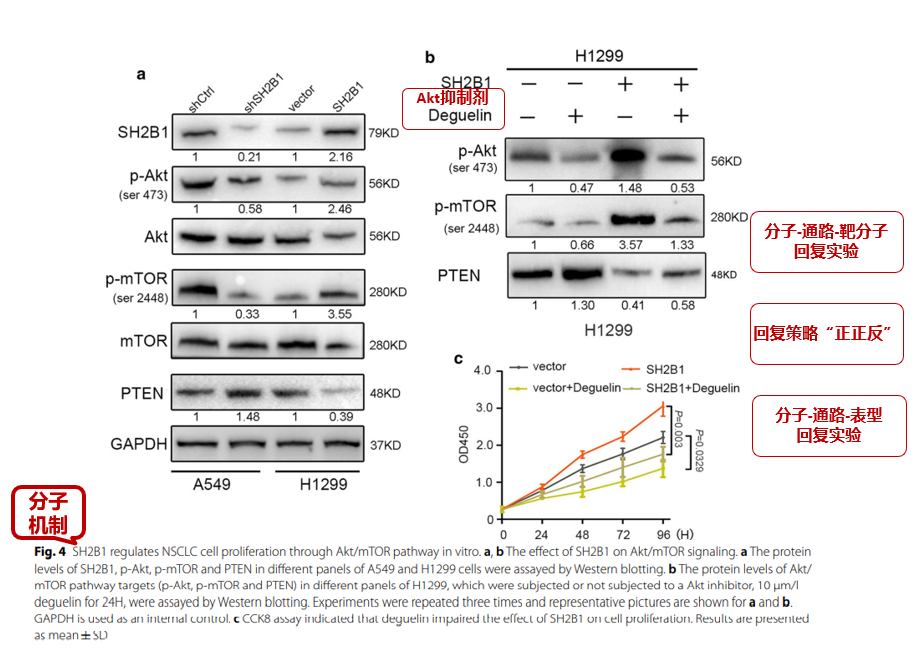 a
shCtrl
shSH2B1
vector
SH2B1
SH2B1
79KD
1 0.21 1 2.16
p-Akt
(ser 473)
56KD
1 0.58 1 2.46
Akt
56KD
p-mTOR
(ser 2448)
280KD
1 0.33 1 3.55
mTOR
280KD
PTEN
48KD
1 1.48 1 0.39
GAPDH
37KD
A549 H1299
b
H1299
SH2B1 − − + +
Akt抑制剂
Deguelin − + − +
p-Akt
(ser 473)
56KD
1 0.47 1.48 0.53
p-mTOR
(ser 2448)
280KD
1 0.66 3.57 1.33
PTEN
48KD
1 1.30 0.41 0.58
H1299
分子-通路-靶分子
回复实验
回复策略“正正反”
分子-通路-表型
回复实验
c
vector
SH2B1
vector+Deguelin
SH2B1+Deguelin
OD450
4.0
3.0
2.0
1.0
0
0 24 48 72 96 (H)
P=0.003
P=0.0329
分子
机制
Fig. 4 SH2B1 regulates NSCLC cell proliferation through Akt/mTOR pathway in vitro. a, b The effect of SH2B1 on Akt/mTOR signaling. a The protein
levels of SH2B1, p-Akt, p-mTOR and PTEN in different panels of A549 and H1299 cells were assayed by Western blotting. b The protein levels of Akt/
mTOR pathway targets (p-Akt, p-mTOR and PTEN) in different panels of H1299, which were subjected or not subjected to a Akt inhibitor, 10 μm/l
deguelin for 24H, were assayed by Western blotting. Experiments were repeated three times and representative pictures are shown for a and b.
GAPDH is used as an internal control. c CCK8 assay indicated that deguelin impaired the effect of SH2B1 on cell proliferation. Results are presented
as mean ± SD